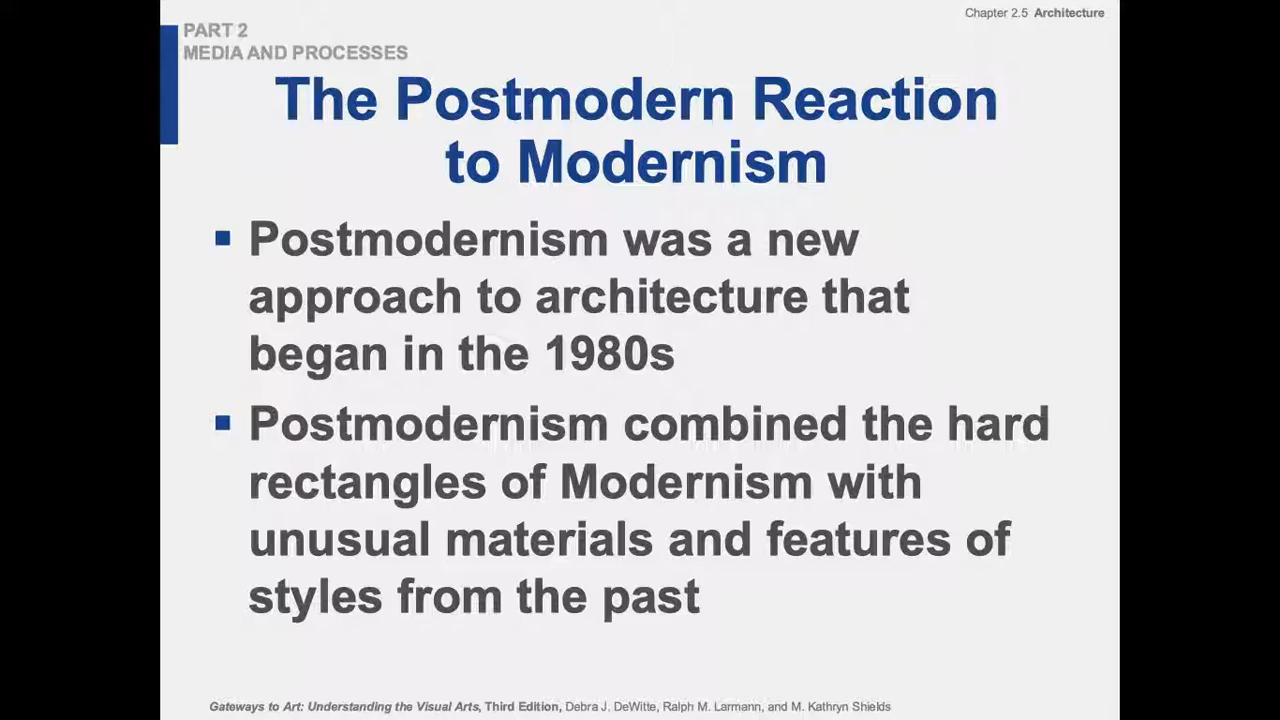 Chapter 2.5 Architecture
PART 2
MEDIA AND PROCESSES
The Postmodern Reaction
to Modernism
▪ Postmodernism was a new
approach to architecture that
began in the 1980s
▪ Postmodernism combined the hard
rectangles of Modernism with
unusual materials and features of
styles from the past
Gateways to Art: Understanding the Visual Arts, Third Edition, Debra J. DeWitte, Ralph M. Larmann, and M. Kathryn Shields